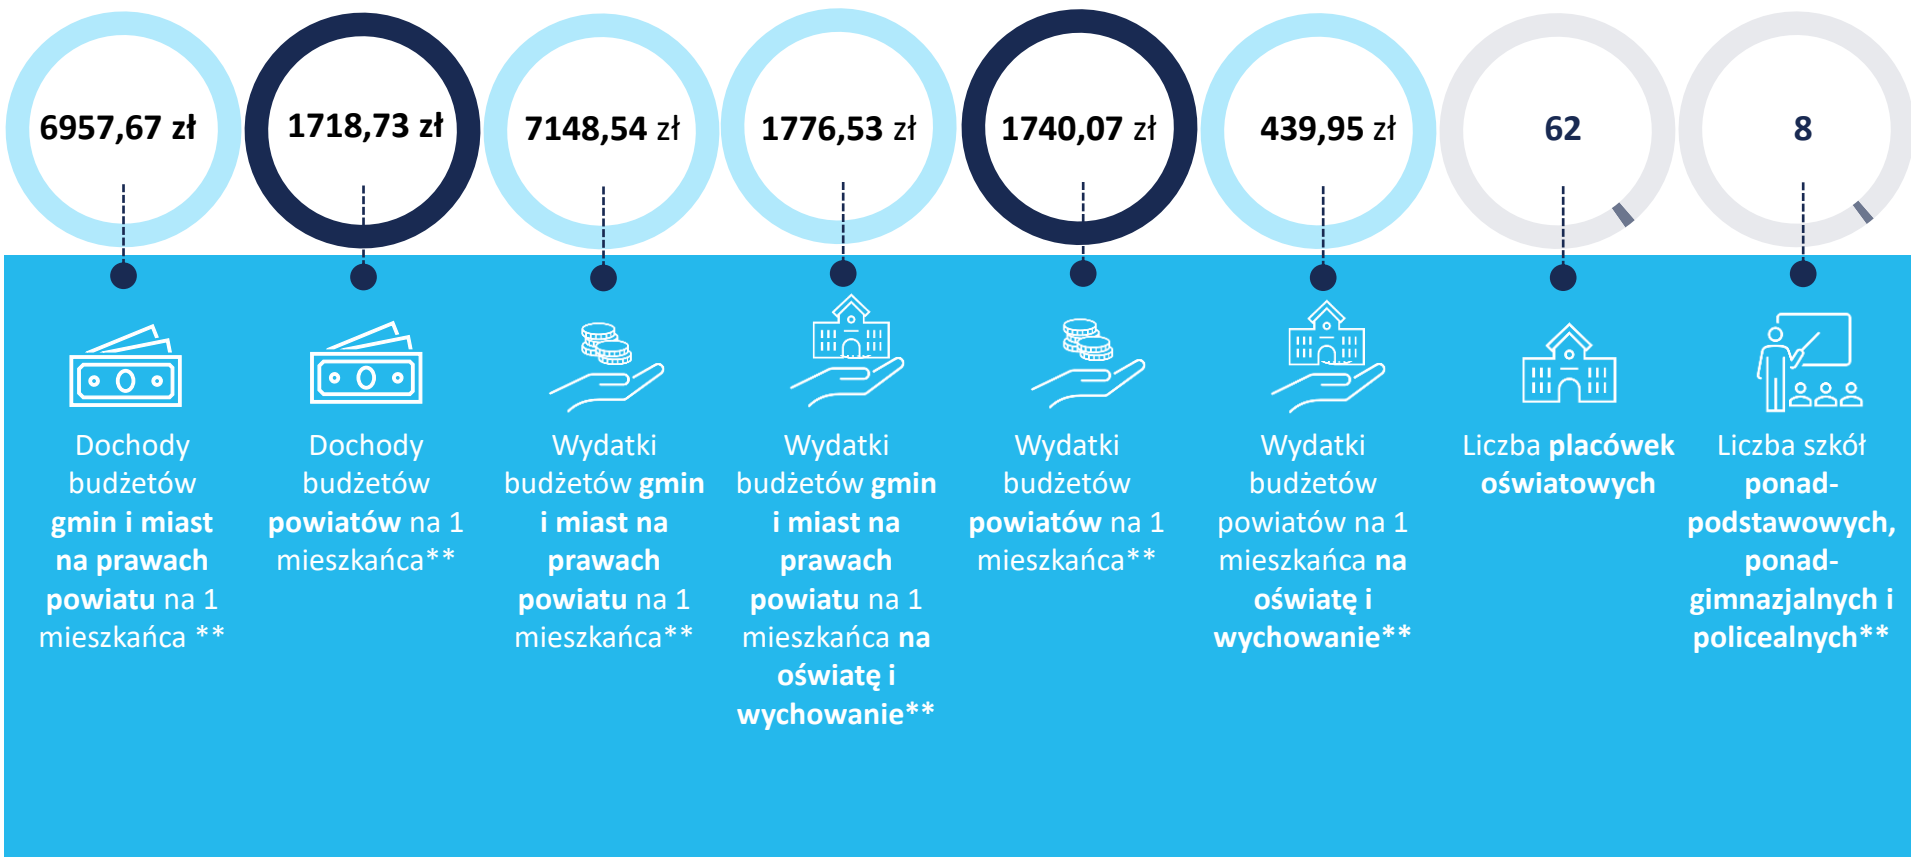 6957,67 zł
1718,73 zł
7148,54 zł
1776,53 zł
1740,07 zł
439,95 zł
62
8
Dochody
budżetów
gmin i miast
na prawach
powiatu na 1
mieszkańca **
Dochody
budżetów
powiatów na 1
mieszkańca**
Wydatki
budżetów gmin
i miast na
prawach
powiatu na 1
mieszkańca**
Wydatki
budżetów gmin
i miast na
prawach
powiatu na 1
mieszkańca na
oświatę i
wychowanie**
Wydatki
budżetów
powiatów na 1
mieszkańca**
Wydatki
budżetów
powiatów na 1
mieszkańca na
oświatę i
wychowanie**
Liczba placówek
oświatowych
Liczba szkół
ponad-
podstawowych,
ponad-
gimnazjalnych i
policealnych**